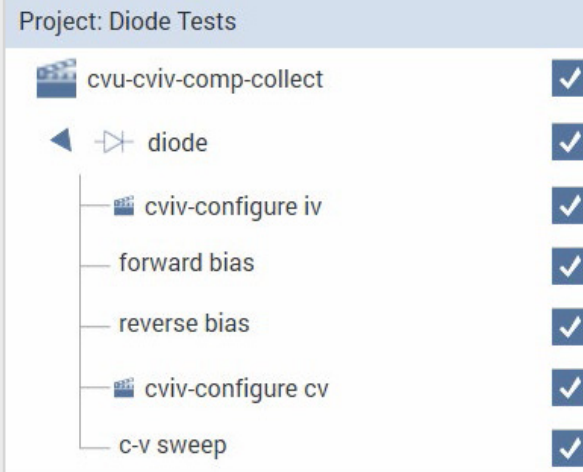 Project: Diode Tests
cvu-cviv-comp-collect
diode
cviv-configure iv
forward bias
reverse bias
cviv-configure cv
c-v sweep